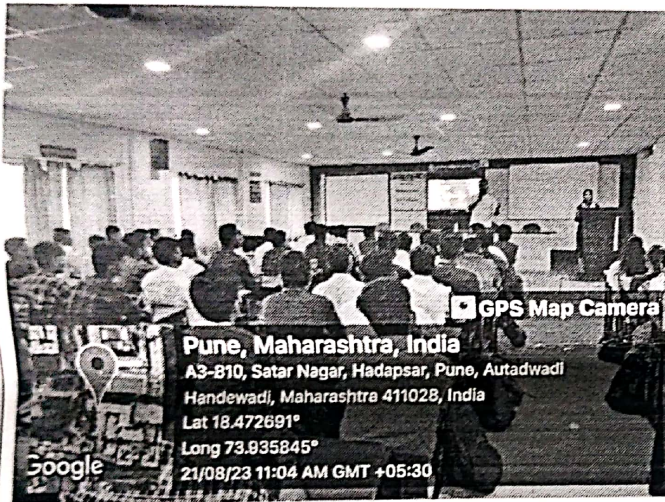 GPS Map Camera
Pune, Maharashtra, India
A3-B10, Satar Nagar, Hadapsar, Pune, Autadwadi
Handewadi, Maharashtra 411028, India
Lat 18.472691°
Long 73.935845°
21/08/23 11:04 AM GMT +05:30
Google